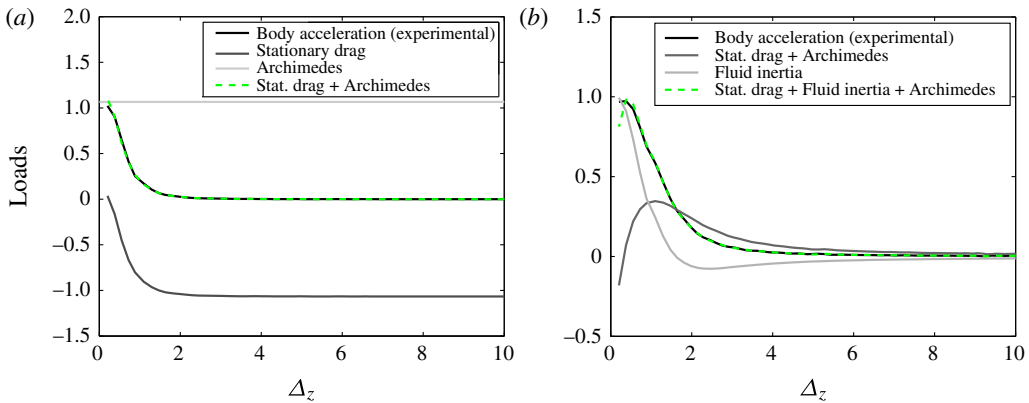 (a)
2.0
1.5
1.0
0.5
0
−0.5
−1.0
−1.5
Loads
Body acceleration (experimental)
Stationary drag
Archimedes
Stat. drag + Archimedes
0
2
4
6
8
10
Δz
(b)
1.5
1.0
0.5
0
−0.5
Body acceleration (experimental)
Stat. drag + Archimedes
Fluid inertia
Stat. drag + Fluid inertia + Archimedes
0
2
4
6
8
10
Δz